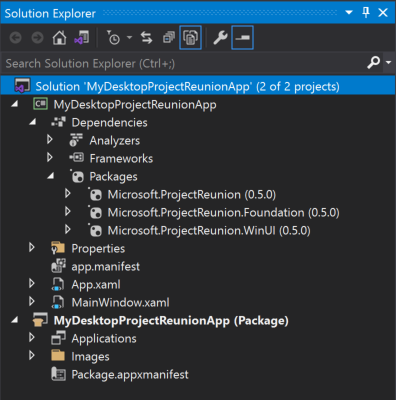 Solution Explorer
Search Solution Explorer (Ctrl+;)
Solution 'MyDesktopProjectReunionApp' (2 of 2 projects)
C#
MyDesktopProjectReunionApp
Dependencies
Analyzers
Frameworks
Packages
Microsoft.ProjectReunion (0.5.0)
Microsoft.ProjectReunion.Foundation (0.5.0)
Microsoft.ProjectReunion.WinUI (0.5.0)
Properties
app.manifest
App.xaml
MainWindow.xaml
MyDesktopProjectReunionApp (Package)
Applications
Images
Package.appxmanifest